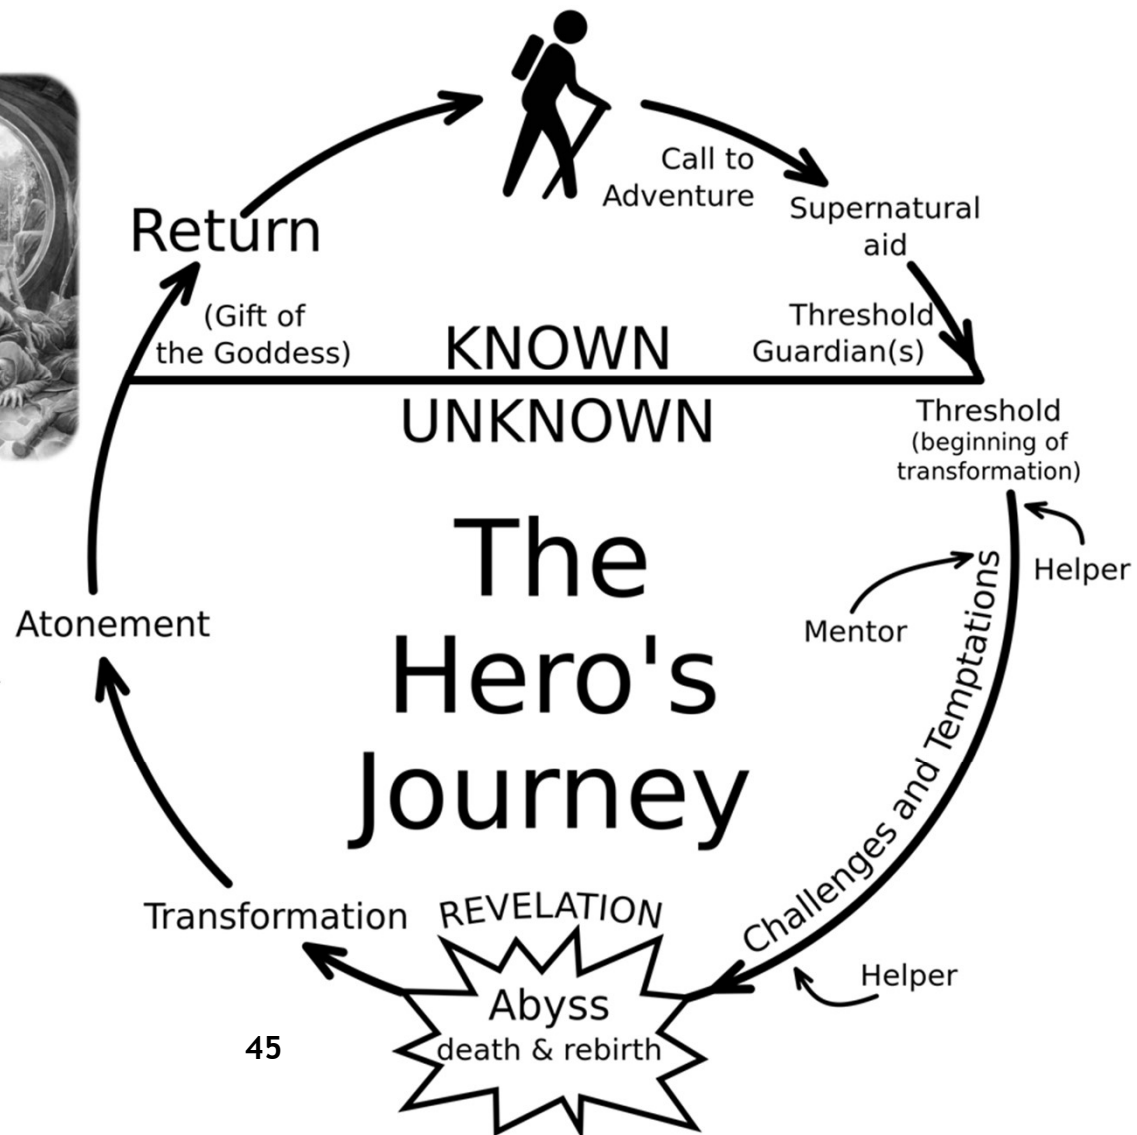 Call to
Adventure
Supernatural
aid
Return
(Gift of
the Goddess)
KNOWN
Threshold
Guardian(s)
UNKNOWN
Threshold
(beginning of
transformation)
Helper
Mentor
The
Hero's
Journey
Challenges and Temptations
Atonement
Transformation
REVELATION
Helper
Abyss
death & rebirth
45